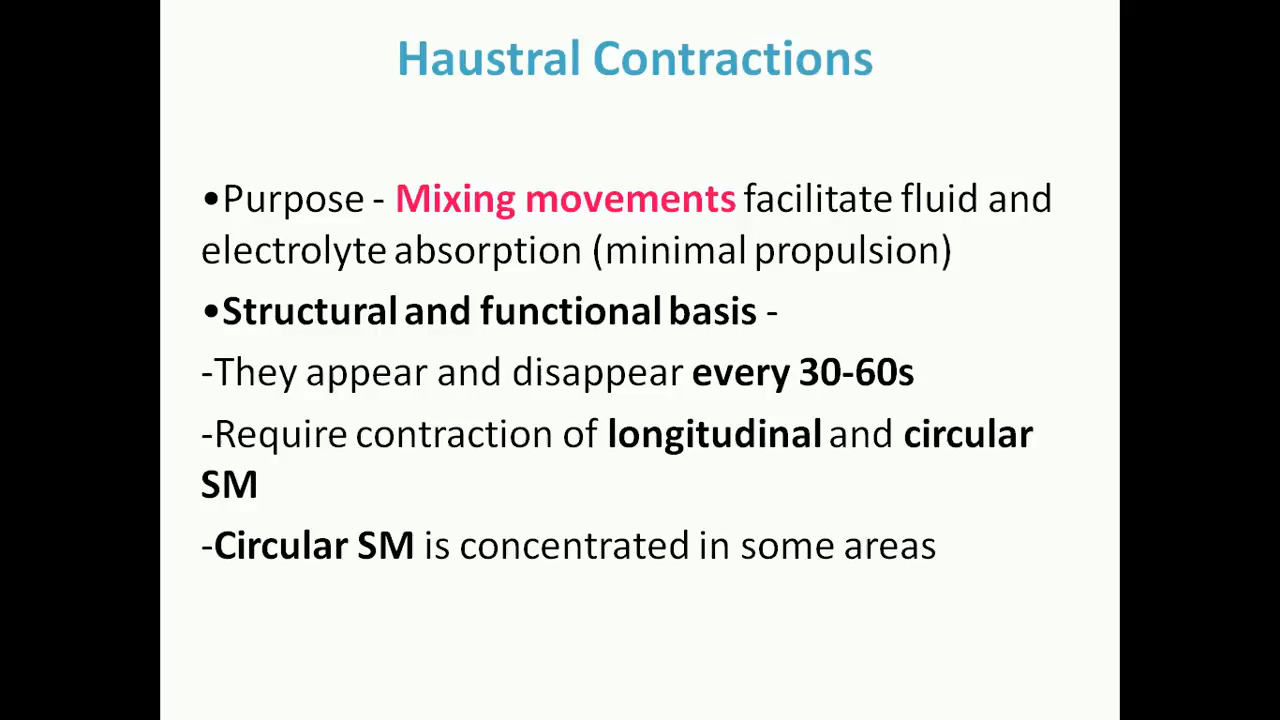 Haustral Contractions
•Purpose - Mixing movements facilitate fluid and
electrolyte absorption (minimal propulsion)
•Structural and functional basis -
-They appear and disappear every 30-60s
-Require contraction of longitudinal and circular
SM
-Circular SM is concentrated in some areas